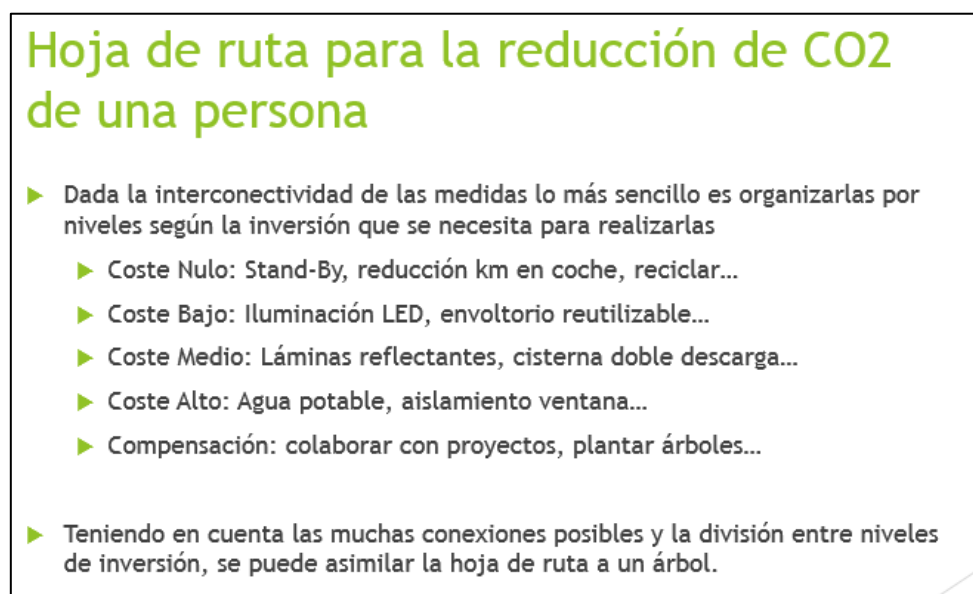 Hoja de ruta para la reducción de CO2
de una persona
Dada la interconectividad de las medidas lo más sencillo es organizarlas por
niveles según la inversión que se necesita para realizarlas
Coste Nulo: Stand-By, reducción km en coche, reciclar...
Coste Bajo: Iluminación LED, envoltorio reutilizable...
Coste Medio: Láminas reflectantes, cisterna doble descarga...
Coste Alto: Agua potable, aislamiento ventana...
Compensación: colaborar con proyectos, plantar árboles...
Teniendo en cuenta las muchas conexiones posibles y la división entre niveles
de inversión, se puede asimilar la hoja de ruta a un árbol.